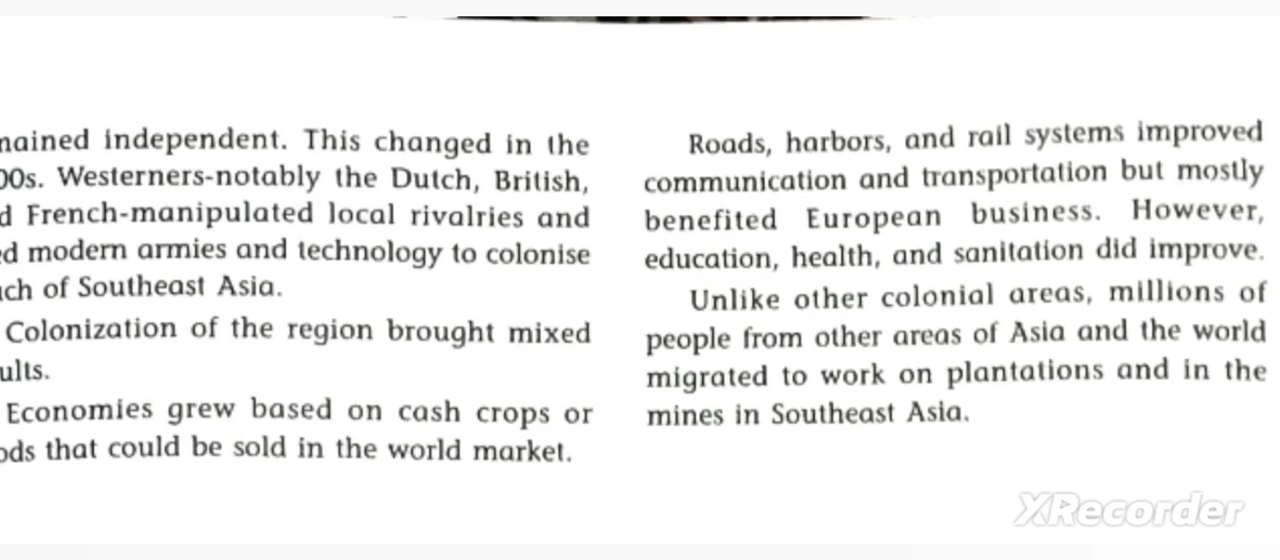 mained independent. This changed in the
00s. Westerners-notably the Dutch, British,
d French-manipulated local rivalries and
ed modern armies and technology to colonise
uch of Southeast Asia.
Colonization of the region brought mixed
ults.
Economies grew based on cash crops or
ods that could be sold in the world market.
Roads, harbors, and rail systems improved
communication and transportation but mostly
benefited European business. However,
education, health, and sanitation did improve.
Unlike other colonial areas, millions of
people from other areas of Asia and the world
migrated to work on plantations and in the
mines in Southeast Asia.
XRecorder